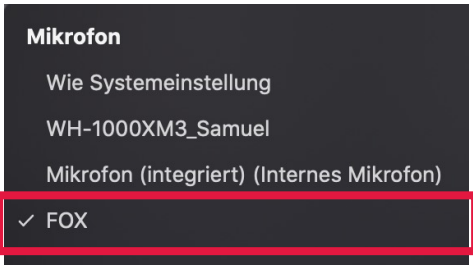 Mikrofon
Wie Systemeinstellung
WH-1000XM3_Samuel
Mikrofon (integriert) (Internes Mikrofon)
✓ FOX